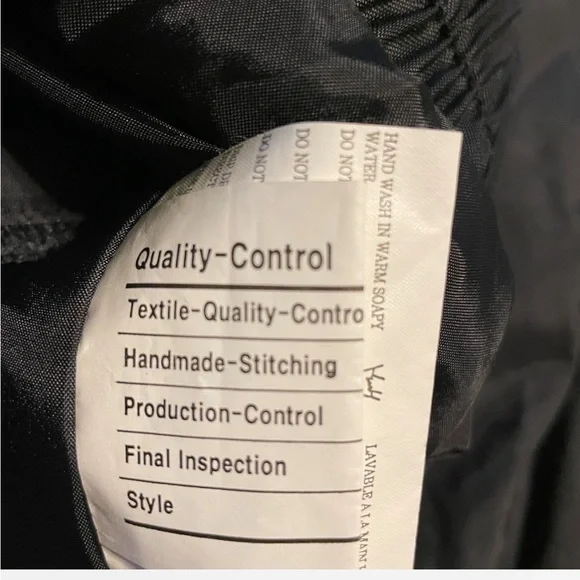 Quality-Control
Textile-Quality-Contro
Handmade-Stitching
Production-Control
Final Inspection
Style
HAND WASH IN WARM SOAPY
WATER
DO NOT
DO NOT
DO NOT
LAVABLE A LA MAIN